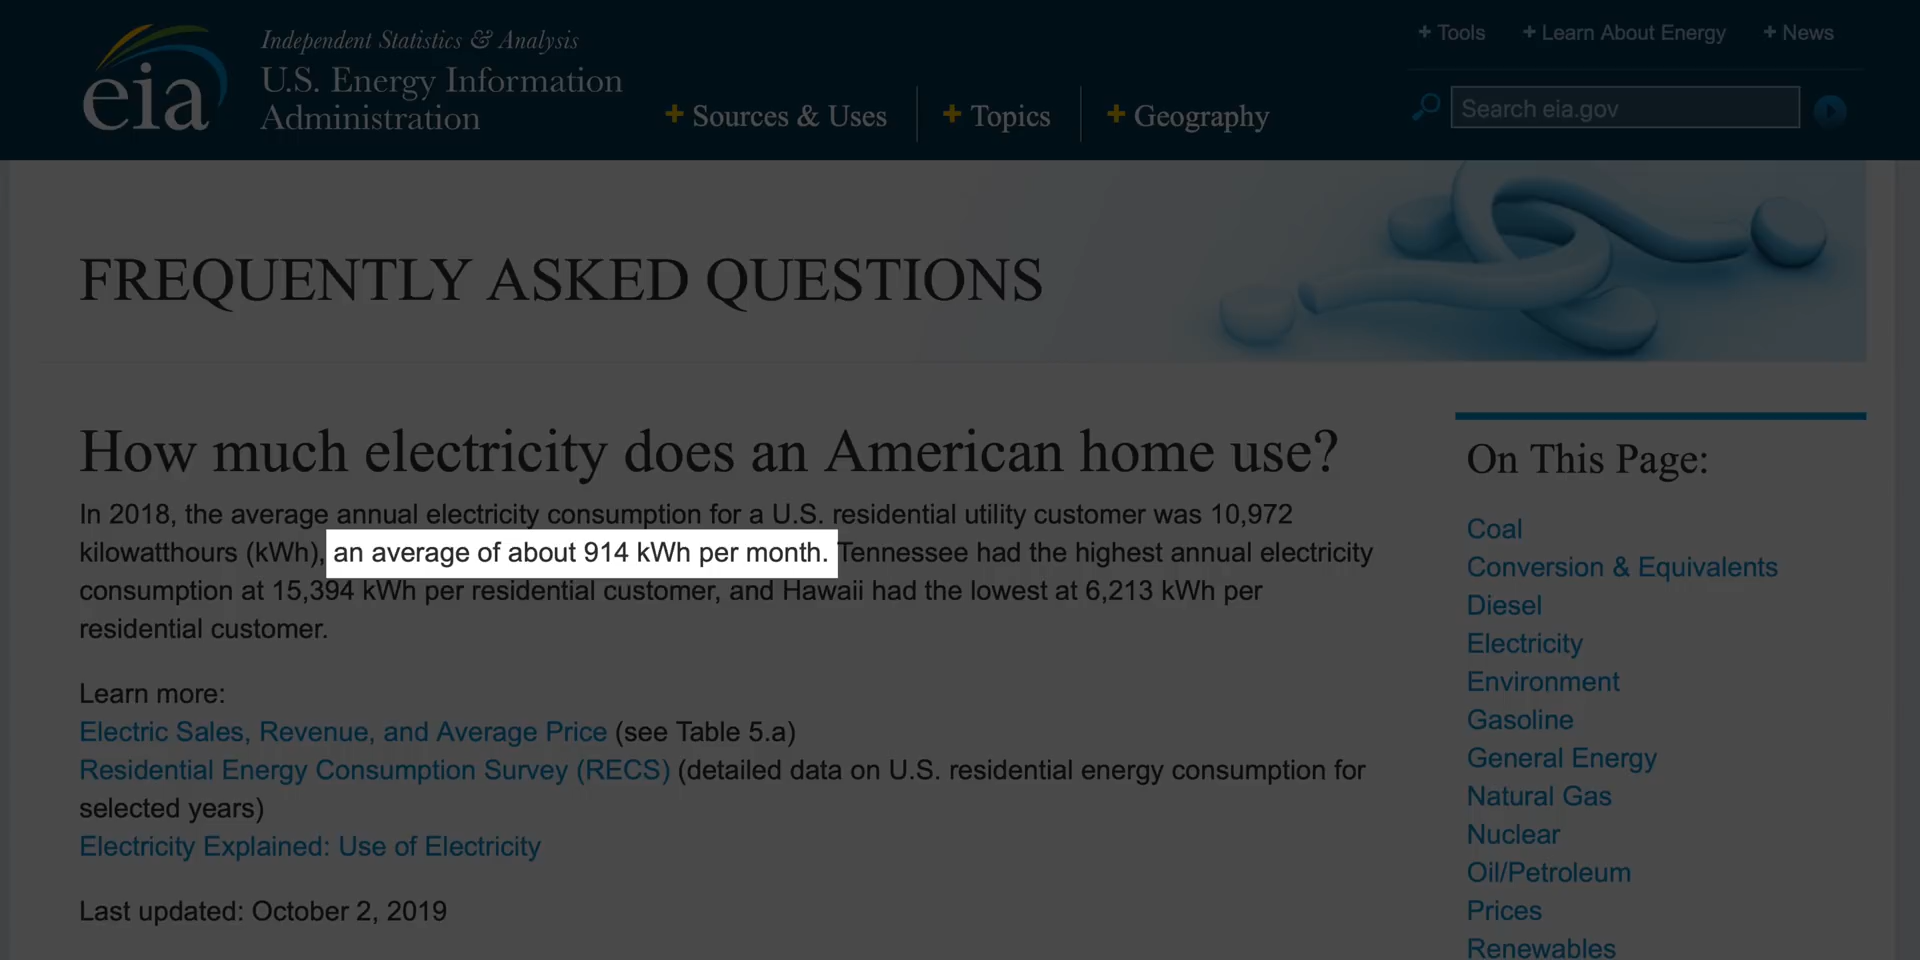 eia
Independent Statistics & Analysis
U.S. Energy Information
Administration
+ Sources & Uses
+ Topics
+ Geography
+ Tools
+ Learn About Energy
+ News
Search eia.gov
FREQUENTLY ASKED QUESTIONS
How much electricity does an American home use?
In 2018, the average annual electricity consumption for a U.S. residential utility customer was 10,972
kilowatthours (kWh), an average of about 914 kWh per month. Tennessee had the highest annual electricity
consumption at 15,394 kWh per residential customer, and Hawaii had the lowest at 6,213 kWh per
residential customer.
Learn more:
Electric Sales, Revenue, and Average Price (see Table 5.a)
Residential Energy Consumption Survey (RECS) (detailed data on U.S. residential energy consumption for
selected years)
Electricity Explained: Use of Electricity
Last updated: October 2, 2019
On This Page:
Coal
Conversion & Equivalents
Diesel
Electricity
Environment
Gasoline
General Energy
Natural Gas
Nuclear
Oil/Petroleum
Prices
Renewables